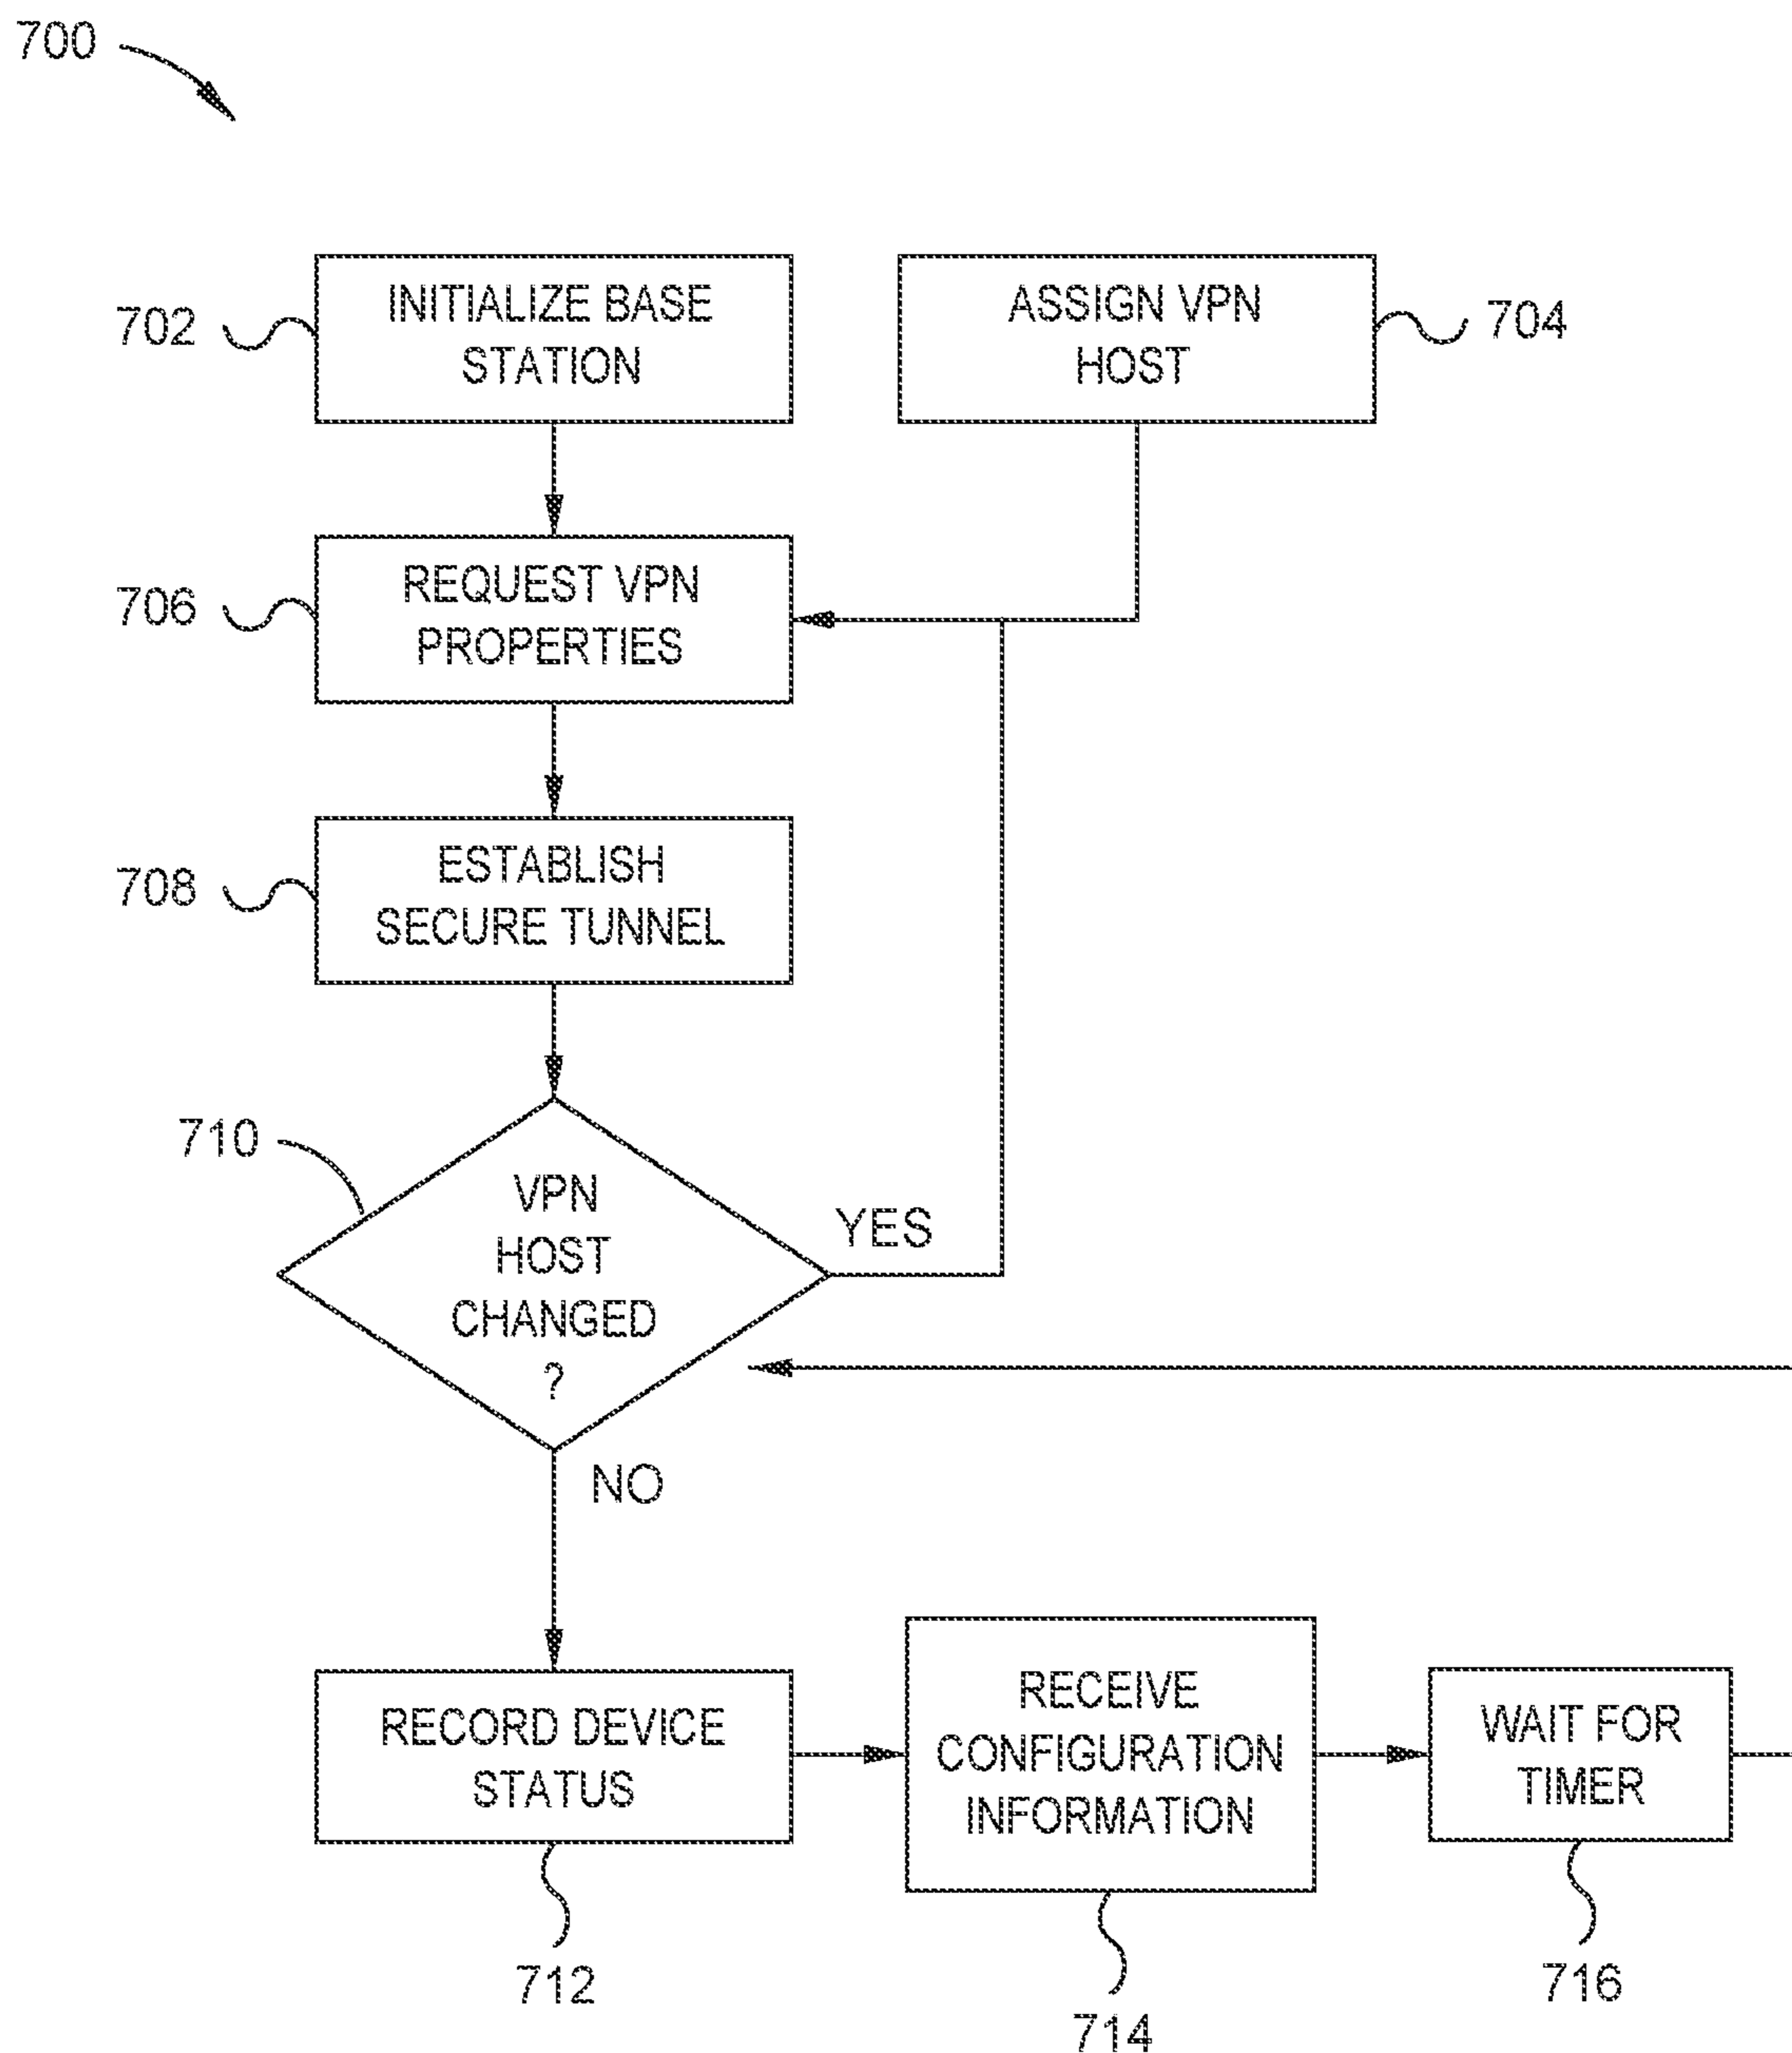 700
702
INITIALIZE BASE
STATION
ASSIGN VPN
HOST
704
706
REQUEST VPN
PROPERTIES
708
ESTABLISH
SECURE TUNNEL
710
VPN
HOST
CHANGED
?
YES
NO
RECORD DEVICE
STATUS
RECEIVE
CONFIGURATION
INFORMATION
WAIT FOR
TIMER
712
714
716